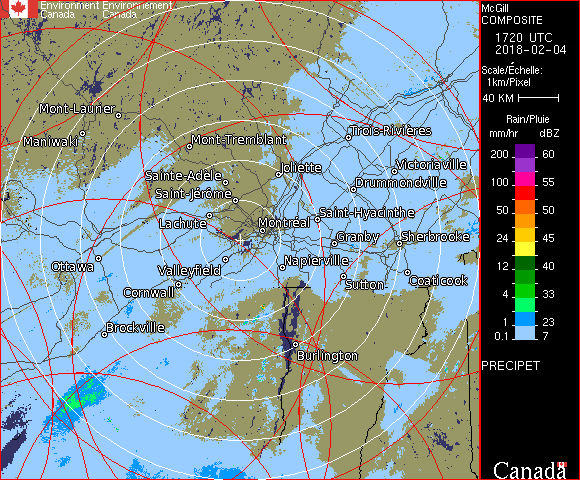 Environment Environnement
Canada Canada
McGill
COMPOSITE
1720 UTC
2018-02-04
Scale/Échelle:
1km/Pixel
40 KM
Rain/Pluie
mm/hr dBZ
200 60
100 55
50 50
24 45
12 40
4 33
2 23
0.1 7
PRECIPET
Canada
Mont-Laurier
Maniwaki
Mont-Tremblant
Trois-Rivières
Sainte-Adèle
Joliette
Victoriaville
Saint-Jérôme
Drummondville
Lachute
Montréal
Saint-Hyacinthe
Granby
Sherbrooke
Ottawa
Valleyfield
Napierville
Cornwall
Sutton
Coaticook
Brockville
Burlington